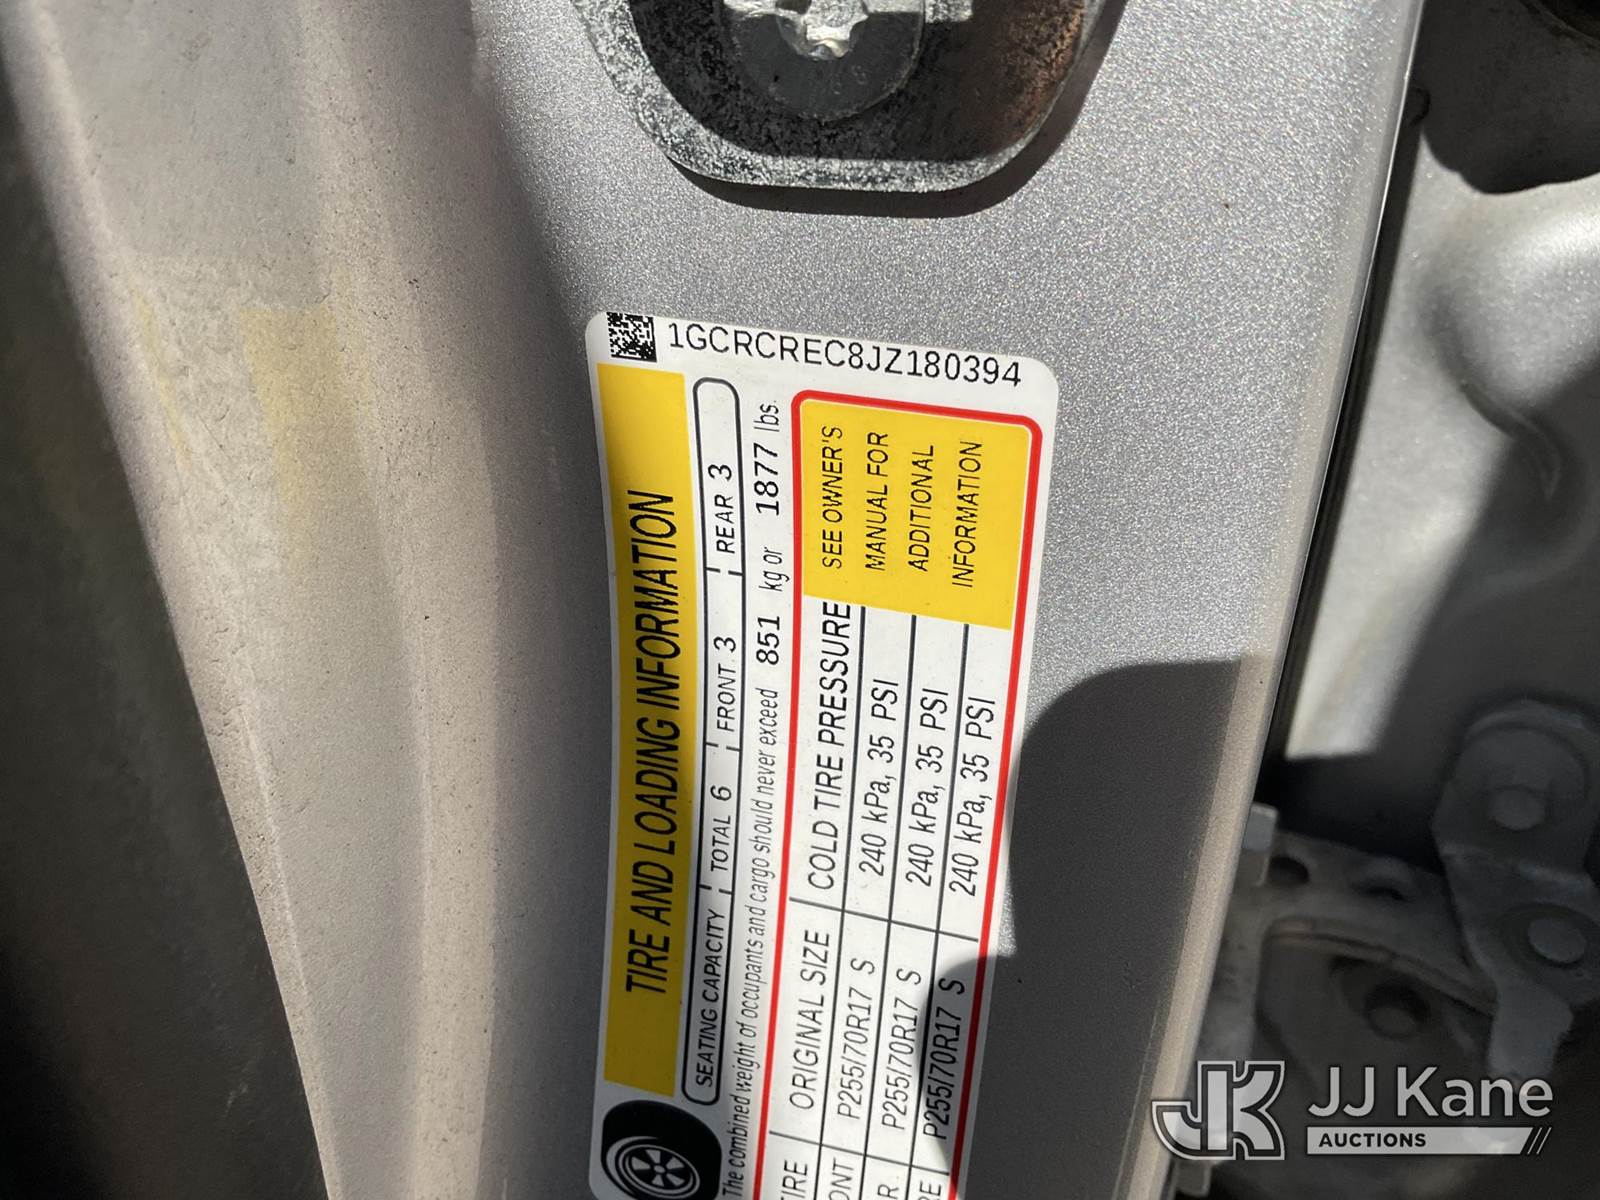 1GCRCREC8JZ180394
TIRE AND LOADING INFORMATION
SEATING CAPACITY TOTAL 6 FRONT 3 REAR 3
The combined weight of occupants and cargo should never exceed 851 kg or 1877 lbs.
ORIGINAL SIZE COLD TIRE PRESSURE
P255/70R17 S 240 kPa, 35 PSI
P255/70R17 S 240 kPa, 35 PSI
P255/70R17 S 240 kPa, 35 PSI
SEE OWNER'S
MANUAL FOR
ADDITIONAL
INFORMATION
JK
JJ Kane
AUCTIONS